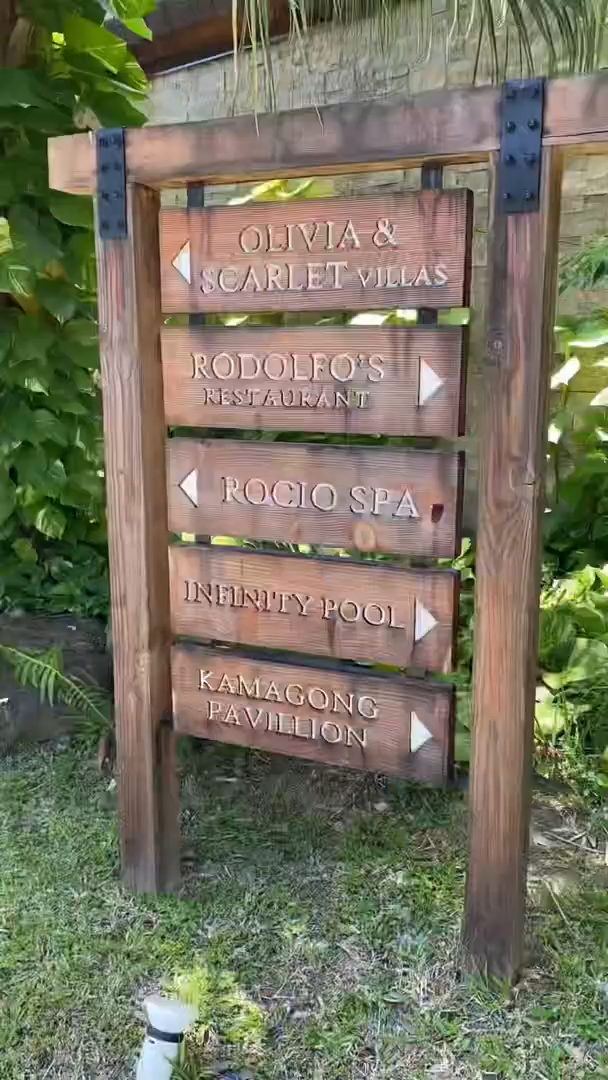 OLIVIA &
SCARLET VILLAS
RODOLFO'S
RESTAURANT
ROCIO SPA
INFINITY POOL
KAMAGONG
PAVILLION